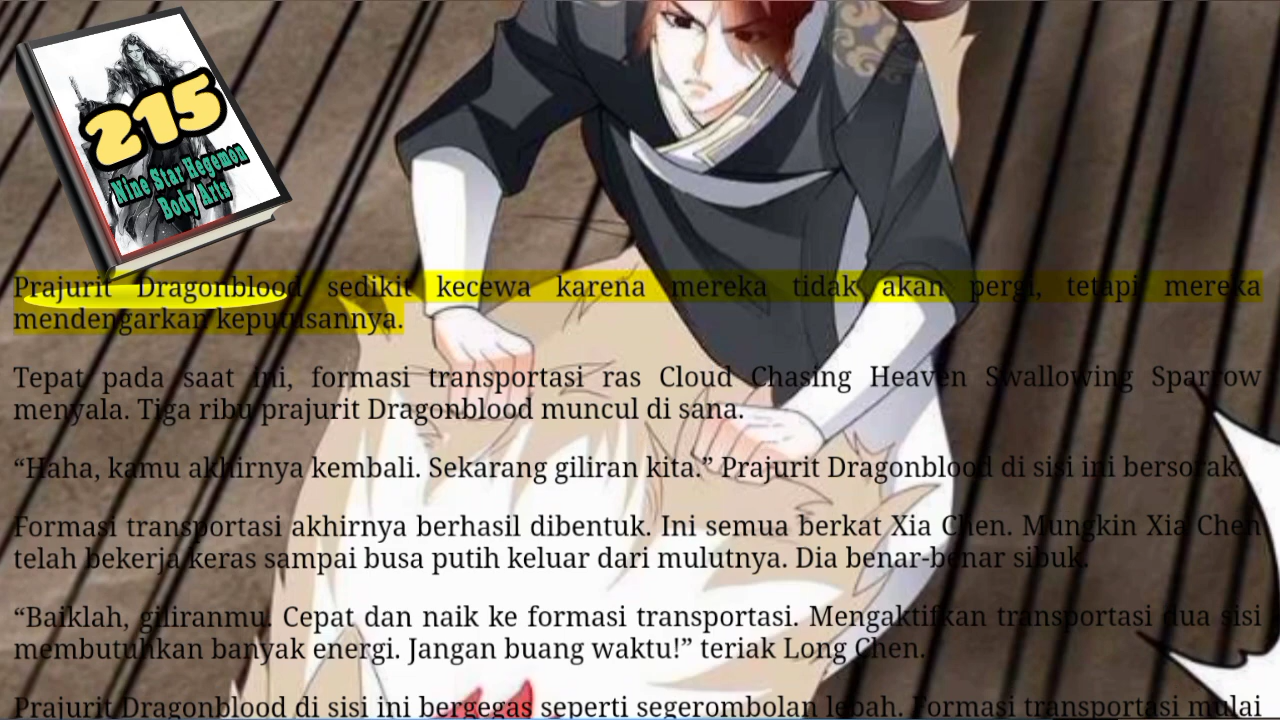 215
Nine Star Hegemon
Body Arts
Prajurit Dragonblood sedikit kecewa karena mereka tidak akan pergi, tetapi mereka
mendengarkan keputusannya.
Tepat pada saat ini, formasi transportasi ras Cloud Chasing Heaven Swallowing Sparrow
menyala. Tiga ribu prajurit Dragonblood muncul di sana.
“Haha, kamu akhirnya kembali. Sekarang giliran kita.” Prajurit Dragonblood di sisi ini bersorak.
Formasi transportasi akhirnya berhasil dibentuk. Ini semua berkat Xia Chen. Mungkin Xia Chen
telah bekerja keras sampai busa putih keluar dari mulutnya. Dia benar-benar sibuk.
“Baiklah, giliranmu. Cepat dan naik ke formasi transportasi. Mengaktifkan transportasi dua sisi
membutuhkan banyak energi. Jangan buang waktu!” teriak Long Chen.
Prajurit Dragonblood di sisi ini bergegas seperti segerombolan lebah. Formasi transportasi mulai